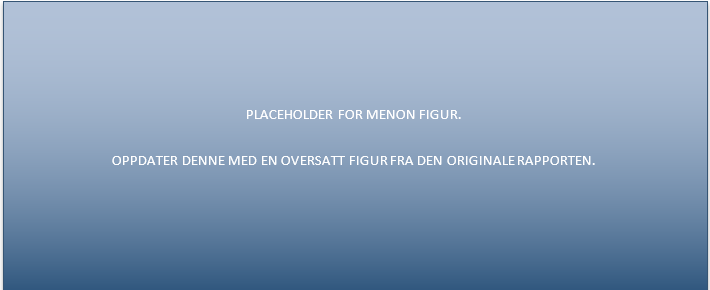 PLACEHOLDER FOR MENON FIGUR.
OPPDATER DENNE MED EN OVERSATT FIGUR FRA DEN ORIGINALE RAPPORTEN.